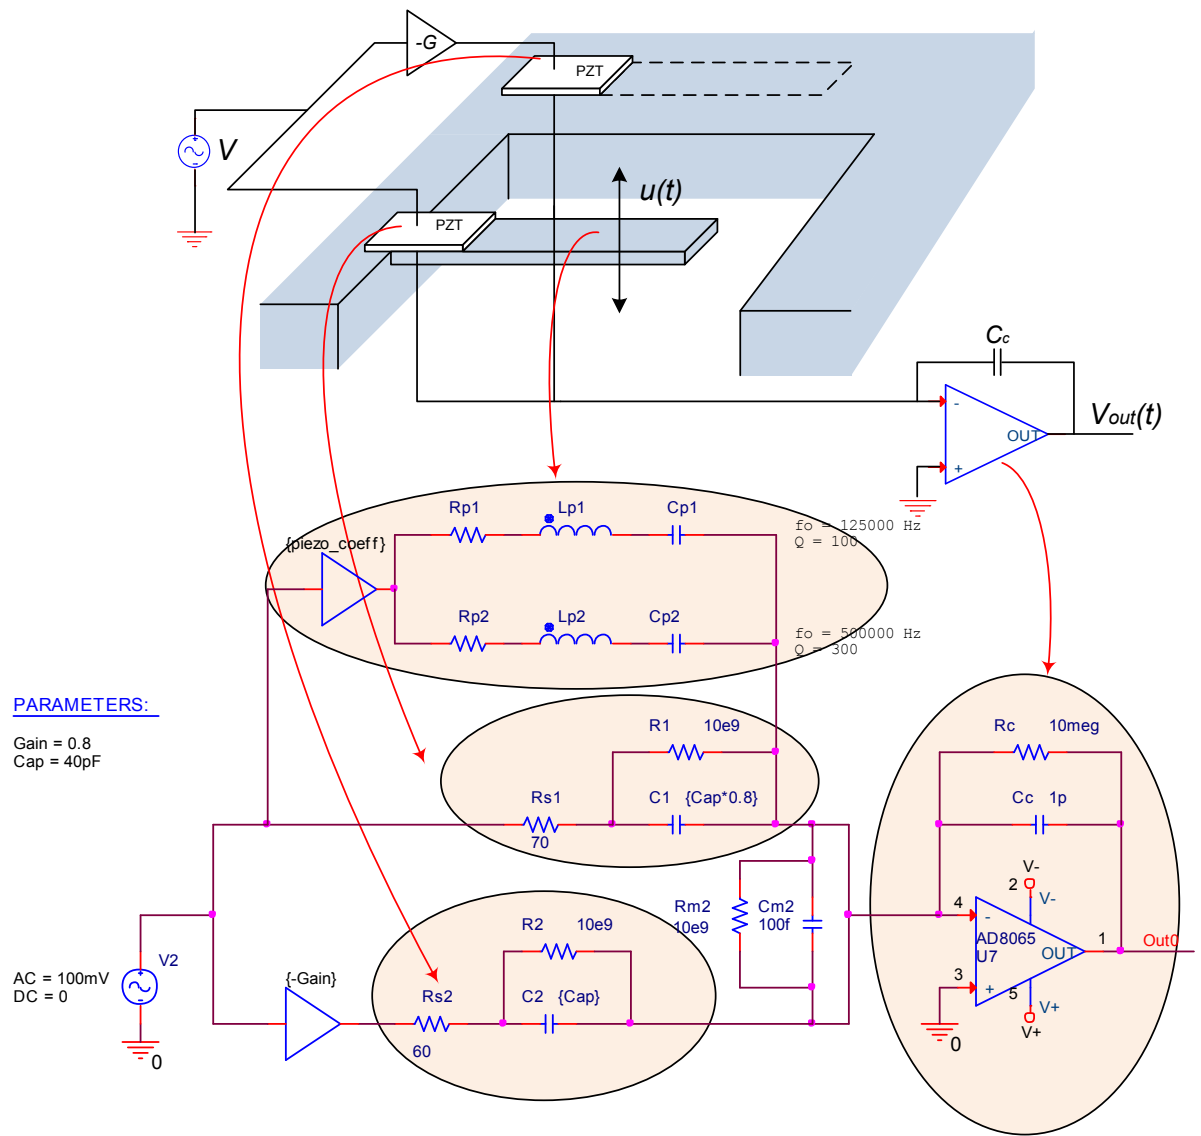 -G
PZT
V
u(t)
PZT
Cc
-
Vout(t)
OUT
+
Rp1
Lp1
Cp1
fo = 125000 Hz
Q = 100
{piezo_coeff}
Rp2
Lp2
Cp2
fo = 500000 Hz
Q = 300
PARAMETERS:
Gain = 0.8
Cap = 40pF
R1 10e9
Rc 10meg
Rs1
C1 {Cap*0.8}
Cc 1p
70
V-
2
V-
Rm2
10e9
Cm2
100f
4
-
R2 10e9
AD8065
U7
OUT
1
Out0
V2
AC = 100mV
DC = 0
{-Gain}
3
+
5
V+
V+
Rs2
C2 {Cap}
60
0
0